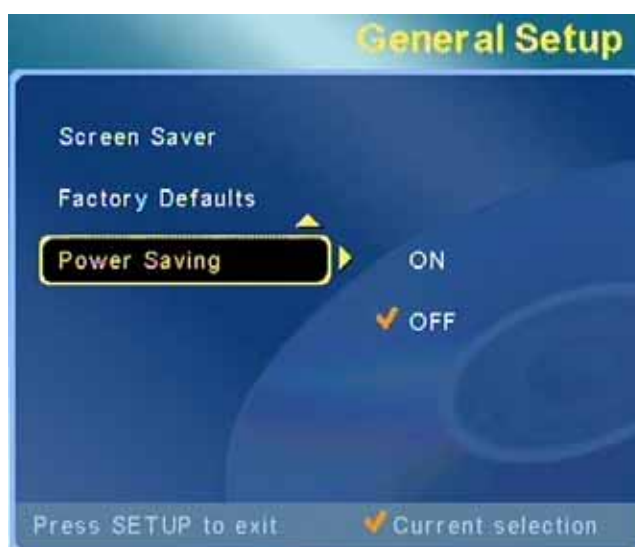 General Setup
Screen Saver
Factory Defaults
Power Saving
ON
OFF
Press SETUP to exit
Current selection